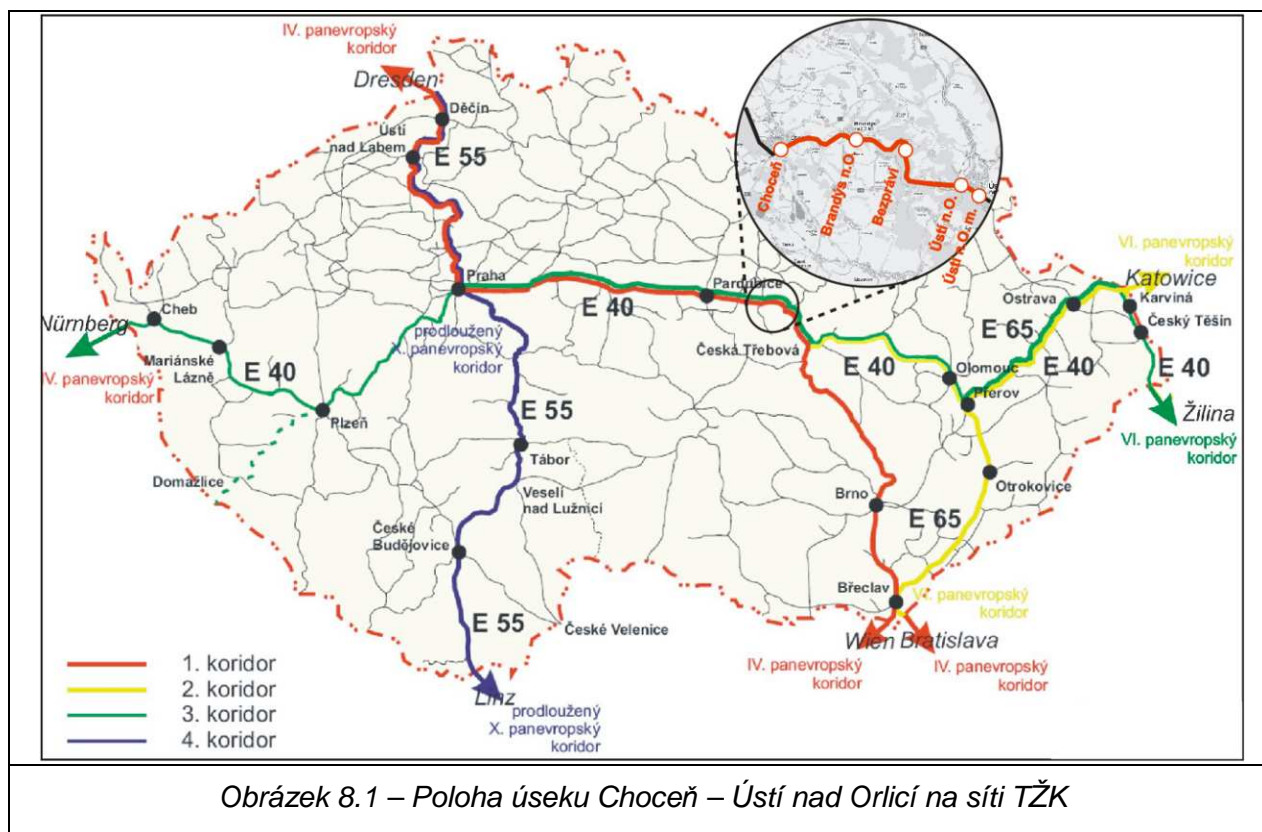 IV. panevropský
koridor
Dresden
Děčín
Ústí
nad Labem
E 55
Choceň
Brandýs n.O.
Bezpráví
Ústí n.O.
Ústí n.O. m.
VI. panevropský
koridor
Katowice
Karviná
Český Těšín
Ostrava
E 65
E 40
E 40
Žilina
VI. panevropský
koridor
Praha
Pardubice
E 40
Cheb
Nürnberg
Mariánské
Lázně
IV. panevropský
koridor
E 40
Plzeň
Domažlice
prodloužený
X. panevropský
koridor
Česká Třebová
E 40
Olomouc
Přerov
E 55
Tábor
Veselí
nad Lužnicí
Otrokovice
Brno
E 65
České
Budějovice
Břeclav
VI. panevropský
koridor
E 55
České Velenice
Wien
Bratislava
IV. panevropský
koridor
IV. panevropský
koridor
Linz
prodloužený
X. panevropský
koridor
1. koridor
2. koridor
3. koridor
4. koridor
Obrázek 8.1 – Poloha úseku Choceň – Ústí nad Orlicí na síti TŽK